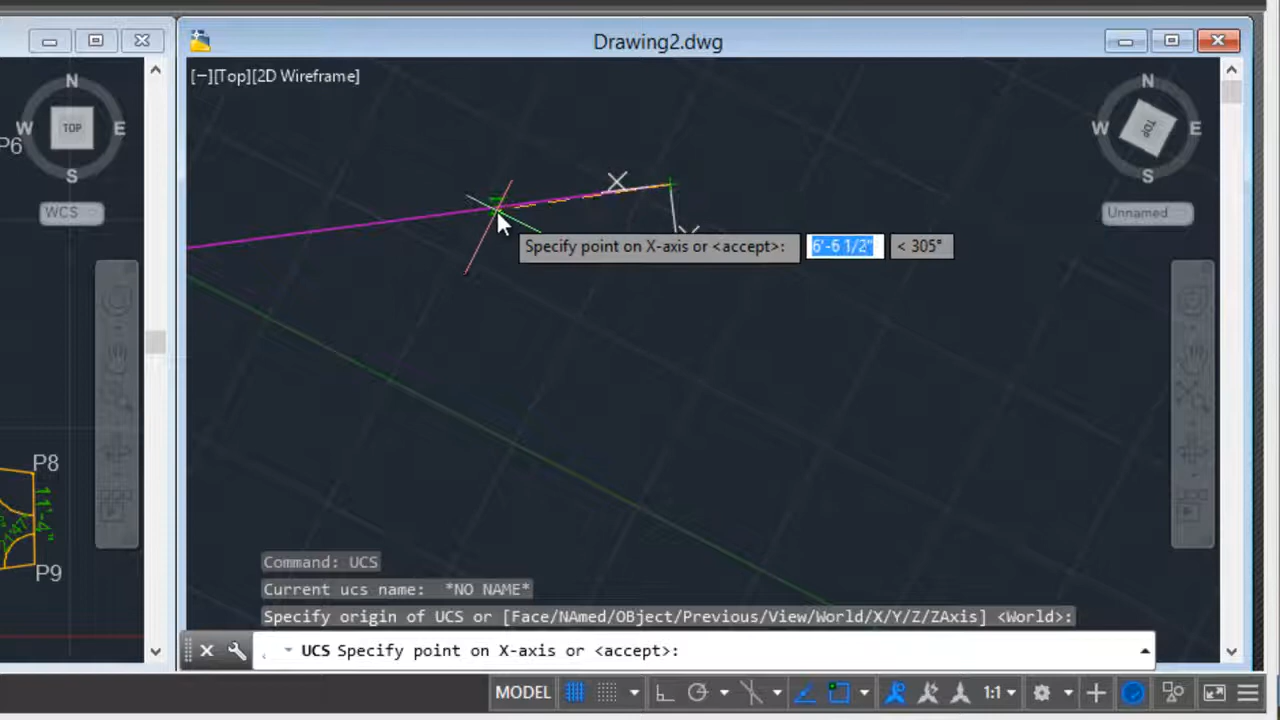 Drawing2.dwg
[−][Top][2D Wireframe]
N
W
TOP
E
S
WCS
P6
N
W
TOP
E
S
Unnamed
X
Specify point on X-axis or <accept>:
6'-6 1/2"
< 305°
P8
11'-4"
P9
Command: UCS
Current ucs name:  *NO NAME*
Specify origin of UCS or [Face/NAmed/OBject/Previous/View/World/X/Y/Z/ZAxis] <World>:
UCS Specify point on X-axis or <accept>:
MODEL
1:1